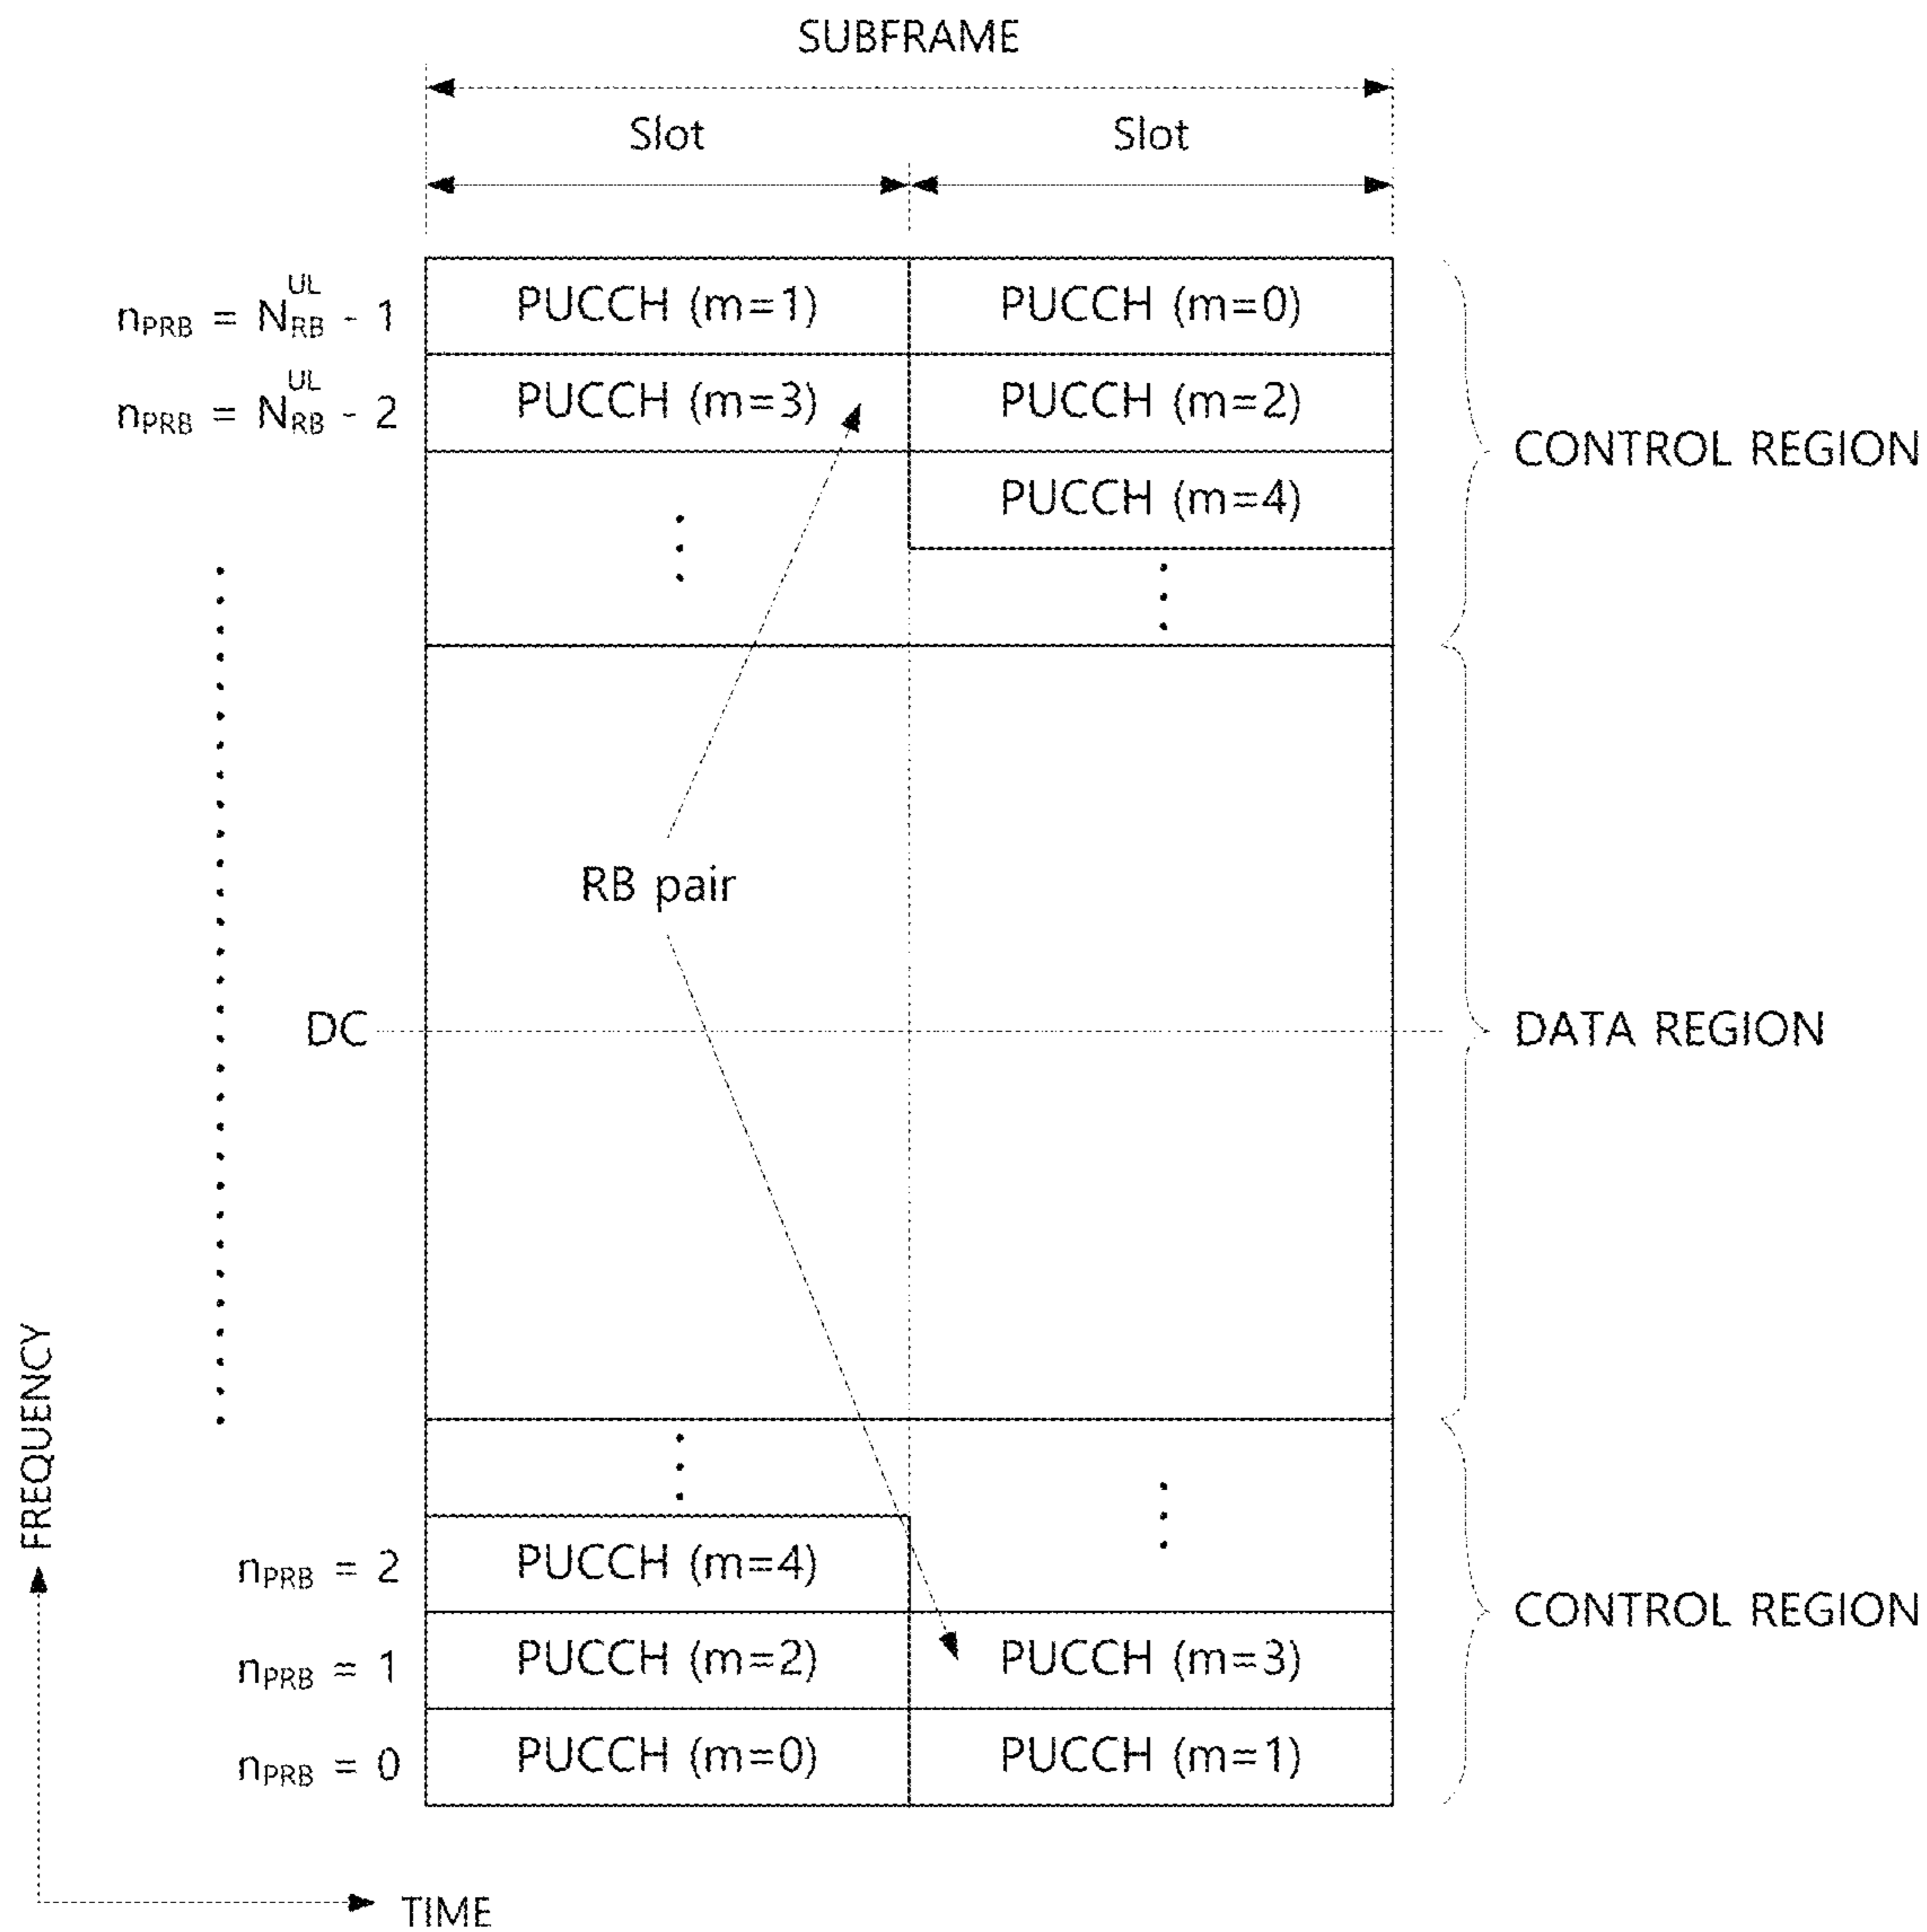 SUBFRAME
Slot Slot
n_PRB = N_RB^UL - 1 PUCCH (m=1) PUCCH (m=0)
n_PRB = N_RB^UL - 2 PUCCH (m=3) PUCCH (m=2)
CONTROL REGION
PUCCH (m=4)
RB pair
DC DATA REGION
n_PRB = 2 PUCCH (m=4)
CONTROL REGION
n_PRB = 1 PUCCH (m=2) PUCCH (m=3)
n_PRB = 0 PUCCH (m=0) PUCCH (m=1)
FREQUENCY
TIME